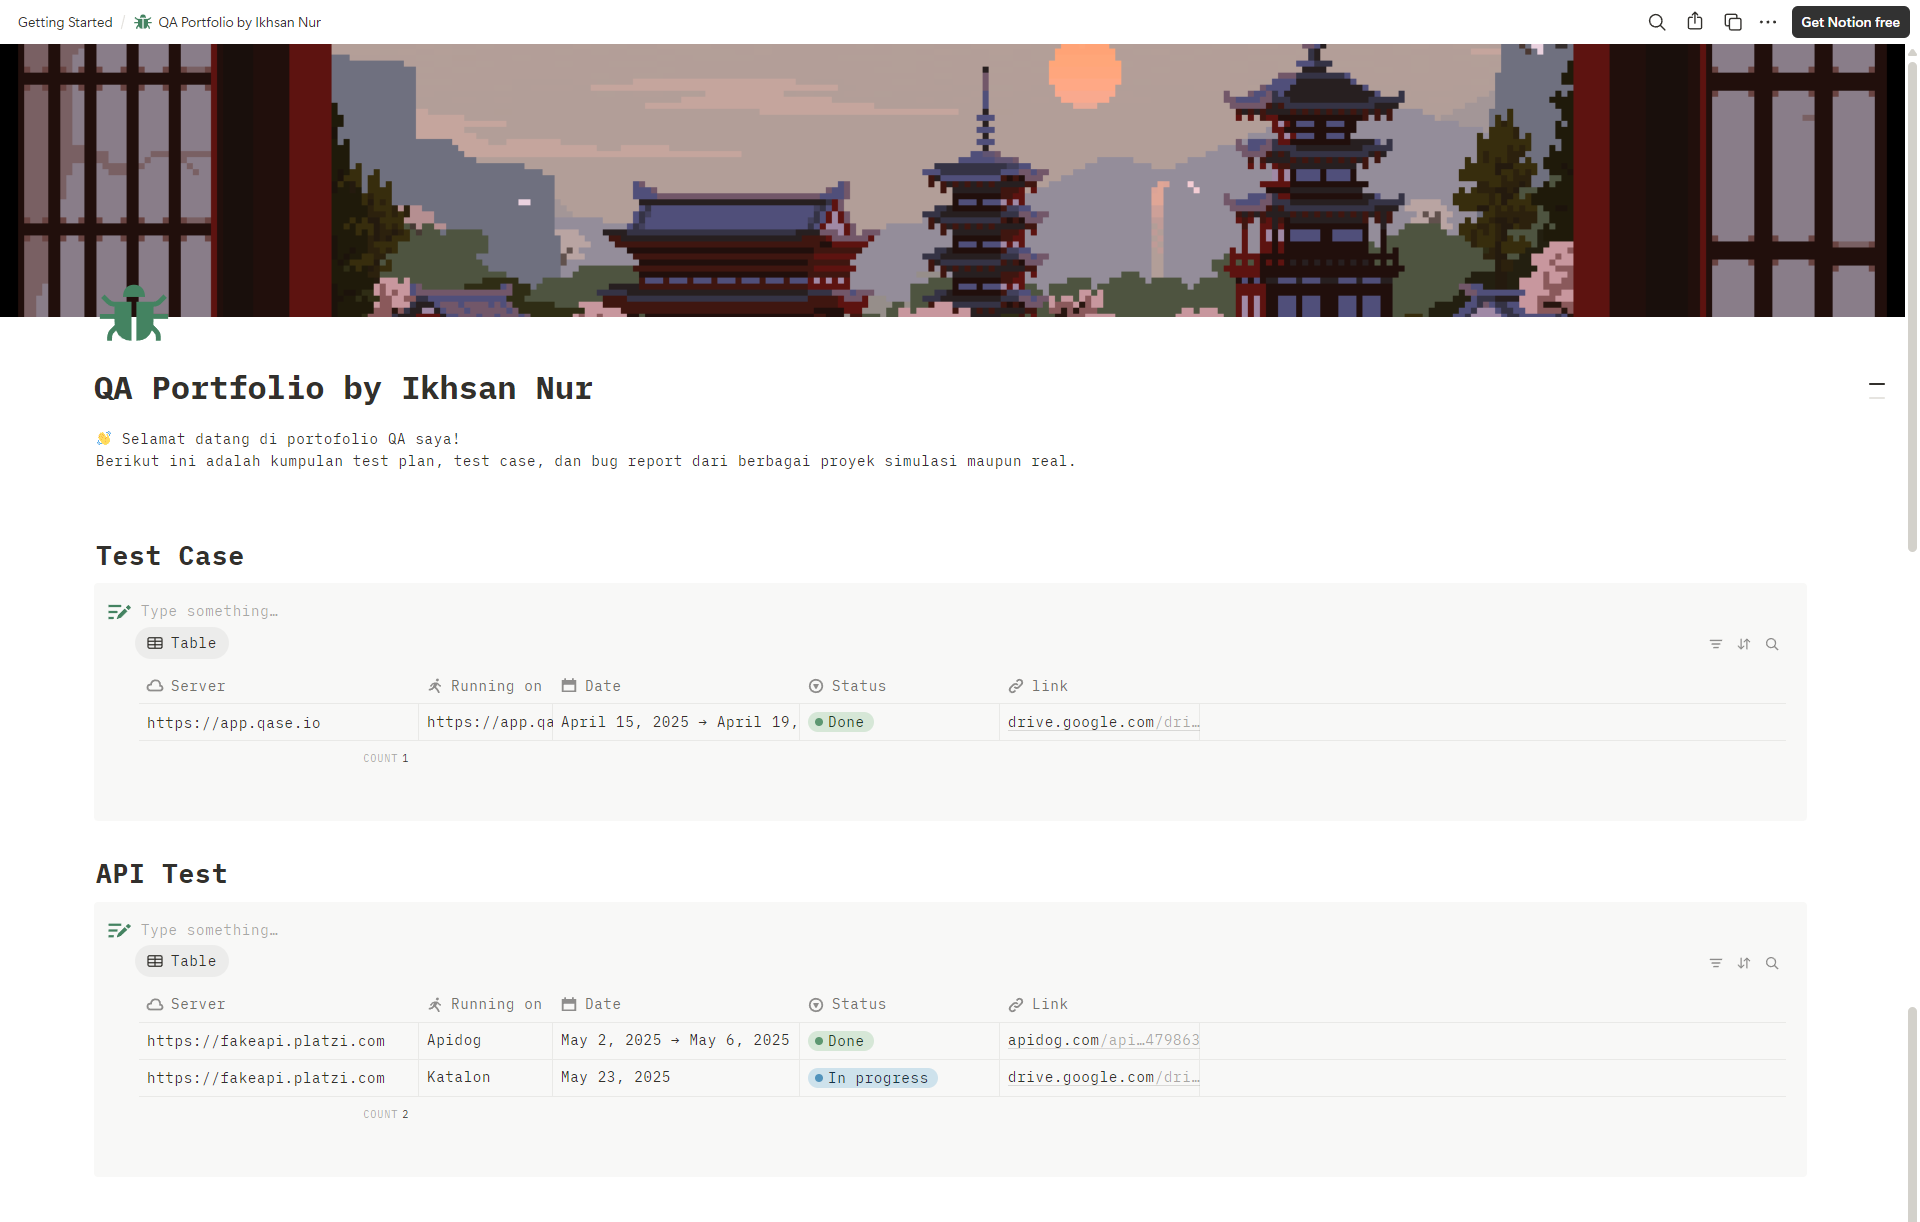 Getting Started / QA Portfolio by Ikhsan Nur
Get Notion free
QA Portfolio by Ikhsan Nur
👋 Selamat datang di portofolio QA saya!
Berikut ini adalah kumpulan test plan, test case, dan bug report dari berbagai proyek simulasi maupun real.
Test Case
Type something…
Table
Server Running on Date Status link
https://app.qase.io https://app.qa April 15, 2025 → April 19, Done drive.google.com/dri…
COUNT 1
API Test
Type something…
Table
Server Running on Date Status Link
https://fakeapi.platzi.com Apidog May 2, 2025 → May 6, 2025 Done apidog.com/api…479863
https://fakeapi.platzi.com Katalon May 23, 2025 In progress drive.google.com/dri…
COUNT 2